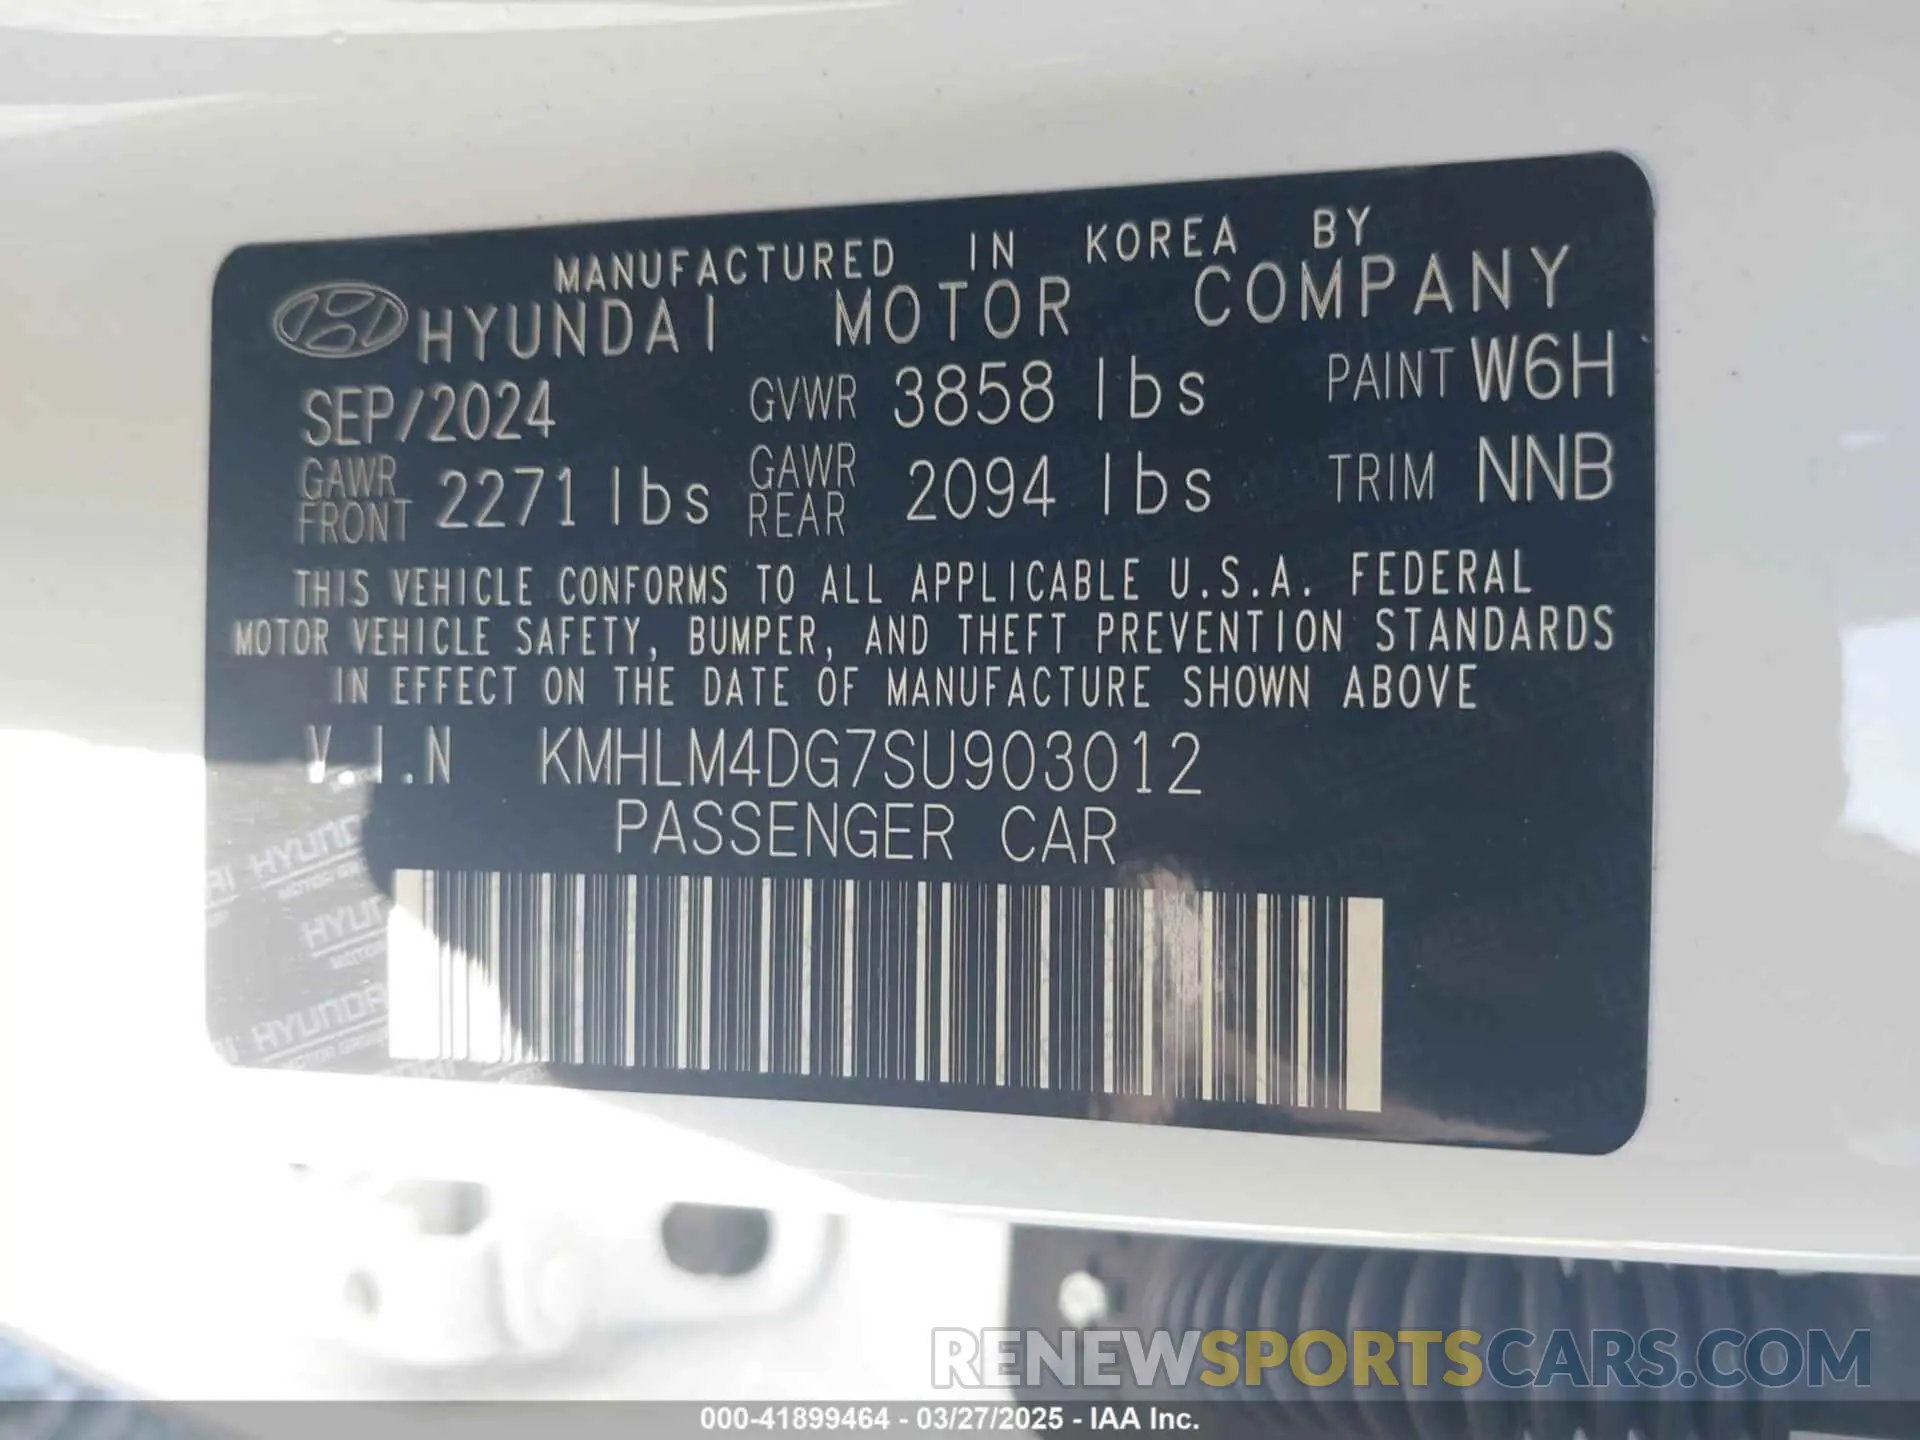 MANUFACTURED IN KOREA BY
HYUNDAI MOTOR COMPANY
SEP/2024 GVWR 3858 lbs PAINT W6H
GAWR FRONT 2271 lbs GAWR REAR 2094 lbs TRIM NNB
THIS VEHICLE CONFORMS TO ALL APPLICABLE U.S.A. FEDERAL
MOTOR VEHICLE SAFETY, BUMPER, AND THEFT PREVENTION STANDARDS
IN EFFECT ON THE DATE OF MANUFACTURE SHOWN ABOVE
V.I.N KMHLM4DG7SU903012
PASSENGER CAR
HYUNDAI
HYUNDAI
RENEWSPORTSCARS.COM
000-41899464 - 03/27/2025 - IAA Inc.